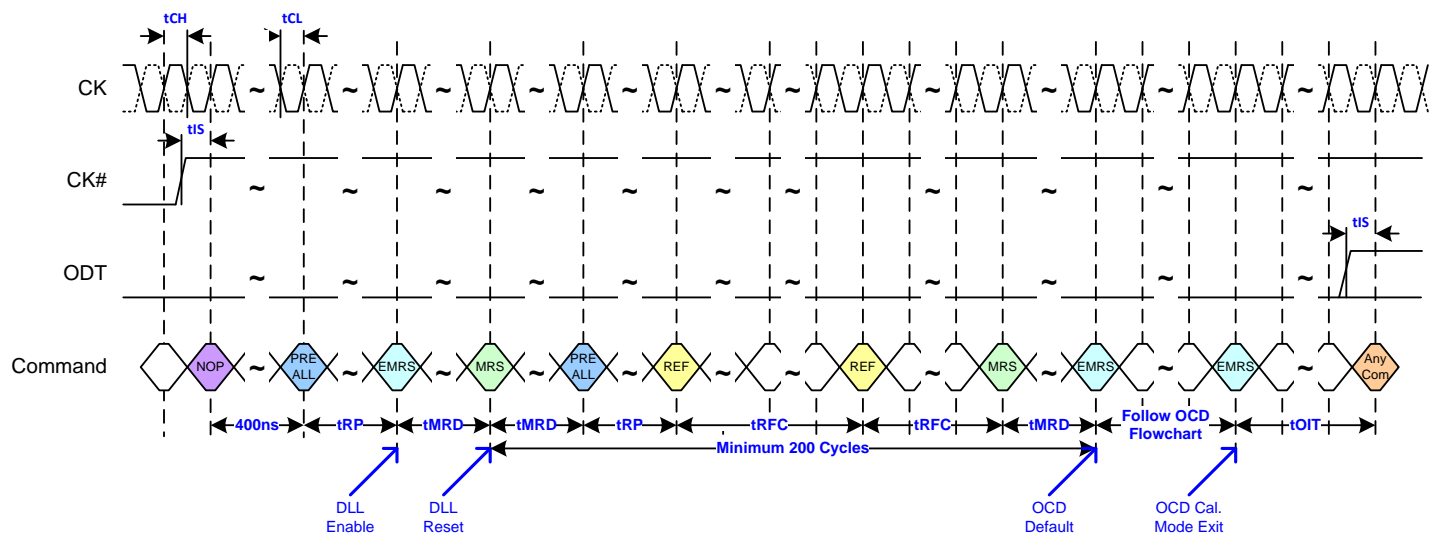 tCH
tCL
CK
~ ~ ~ ~ ~ ~ ~ ~ ~ ~ ~ ~
tIS
CK#
~ ~ ~ ~ ~ ~ ~ ~ ~ ~ ~ ~
tIS
ODT
~ ~ ~ ~ ~ ~ ~ ~ ~ ~ ~ ~
Command
NOP ~ PRE ALL ~ EMRS ~ MRS ~ PRE ALL ~ REF ~ ~ REF ~ MRS ~ EMRS ~ EMRS ~ Any Com
400ns tRP tMRD tMRD tRP tRFC tRFC tMRD Follow OCD Flowchart tOIT
Minimum 200 Cycles
DLL Enable
DLL Reset
OCD Default
OCD Cal. Mode Exit